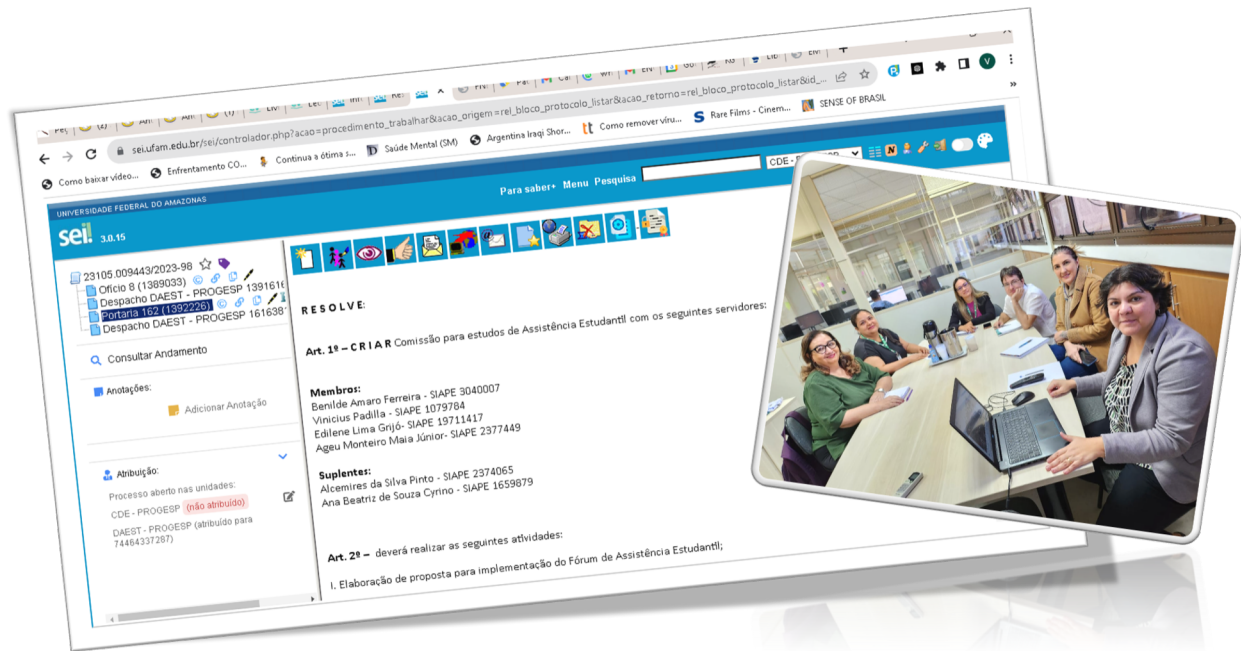 sei.ufam.edu.br/sei/controlador.php?acao=procedimento_trabalhar&acao_origem=rel_bloco_protocolo_listar&acao_retorno=rel_bloco_protocolo_listar&id_...
Como baixar vídeo... Enfrentamento CO... Continua a ótima s... Saúde Mental (SM) Argentina Iraqi Shor... Como remover víru... Rare Films - Cinem... SENSE OF BRASIL
UNIVERSIDADE FEDERAL DO AMAZONAS
sei! 3.0.15
Para saber+ Menu Pesquisa
23105.009443/2023-98
Ofício 8 (1389033)
Despacho DAEST - PROGESP 1391616
Portaria 162 (1392226)
Despacho DAEST - PROGESP 161638
Consultar Andamento
Anotações:
Adicionar Anotação
Atribuição:
Processo aberto nas unidades:
CDE - PROGESP (não atribuído)
DAEST - PROGESP (atribuído para
74464337287)
R E S O L V E:
Art. 1º – C R I A R Comissão para estudos de Assistência Estudantil com os seguintes servidores:
Membros:
Benilde Amaro Ferreira - SIAPE 3040007
Vinicius Padilla - SIAPE 1079784
Edilene Lima Grijó- SIAPE 19711417
Ageu Monteiro Maia Júnior- SIAPE 2377449
Suplentes:
Alcemires da Silva Pinto - SIAPE 2374065
Ana Beatriz de Souza Cyrino - SIAPE 1659879
Art. 2º – deverá realizar as seguintes atividades:
I. Elaboração de proposta para implementação do Fórum de Assistência Estudantil;